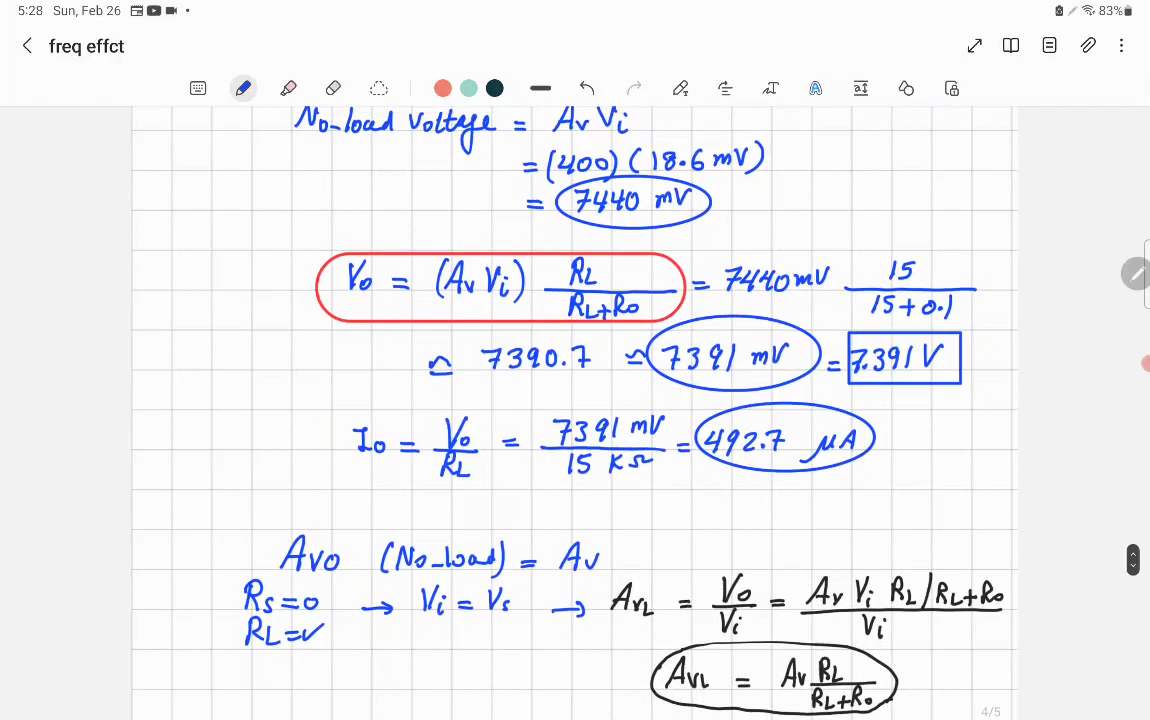 5:28 Sun, Feb 26 83%
freq effct
No-load Voltage = Av Vi
= (400) (18.6 mV)
= 7440 mV
Vo = (Av Vi) RL / RL+Ro = 7440mV 15 / 15+0.1
≃ 7390.7 ≃ 7391 mV = 7.391 V
Io = Vo / RL = 7391 mV / 15 KΩ = 492.7 μA
Avo (No-load) = Av
Rs=0 → Vi = Vs → AvL = Vo / Vi = Av Vi RL/RL+Ro / Vi
RL=✓
AvL = Av RL / RL+Ro
4/5